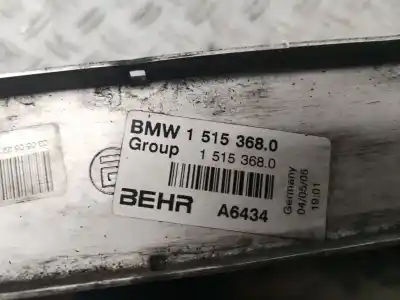 BMW 1 515 368.0
Group 1 515 368.0
BEHR A6434
Germany
04/05/05
19:01